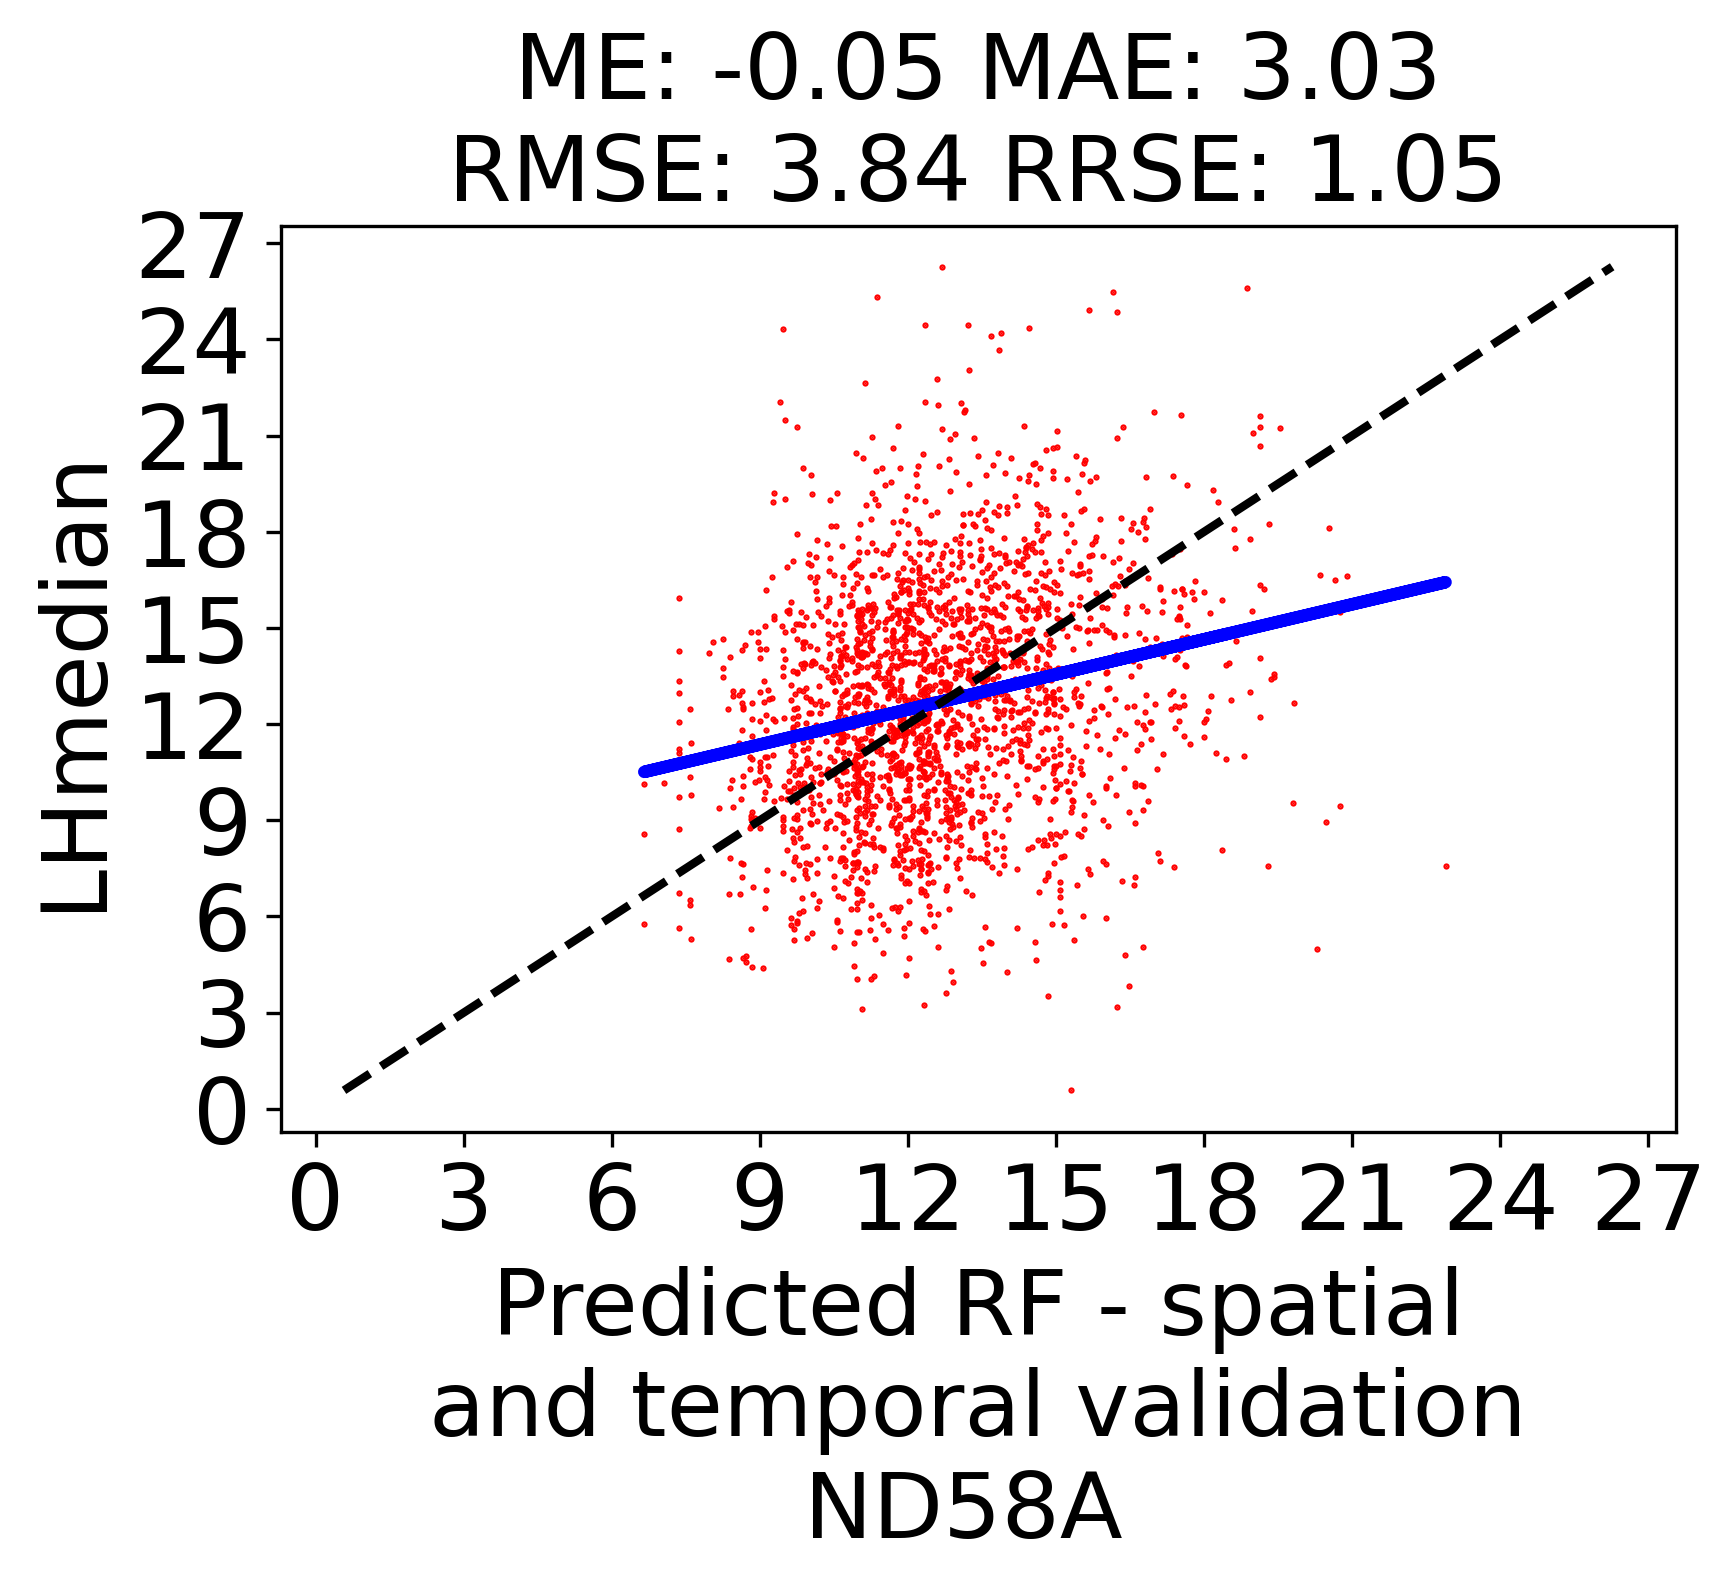 ME: -0.05 MAE: 3.03
RMSE: 3.84 RRSE: 1.05
27
24
21
18
15
12
9
6
3
0
LHmedian
0 3 6 9 12 15 18 21 24 27
Predicted RF - spatial
and temporal validation
ND58A